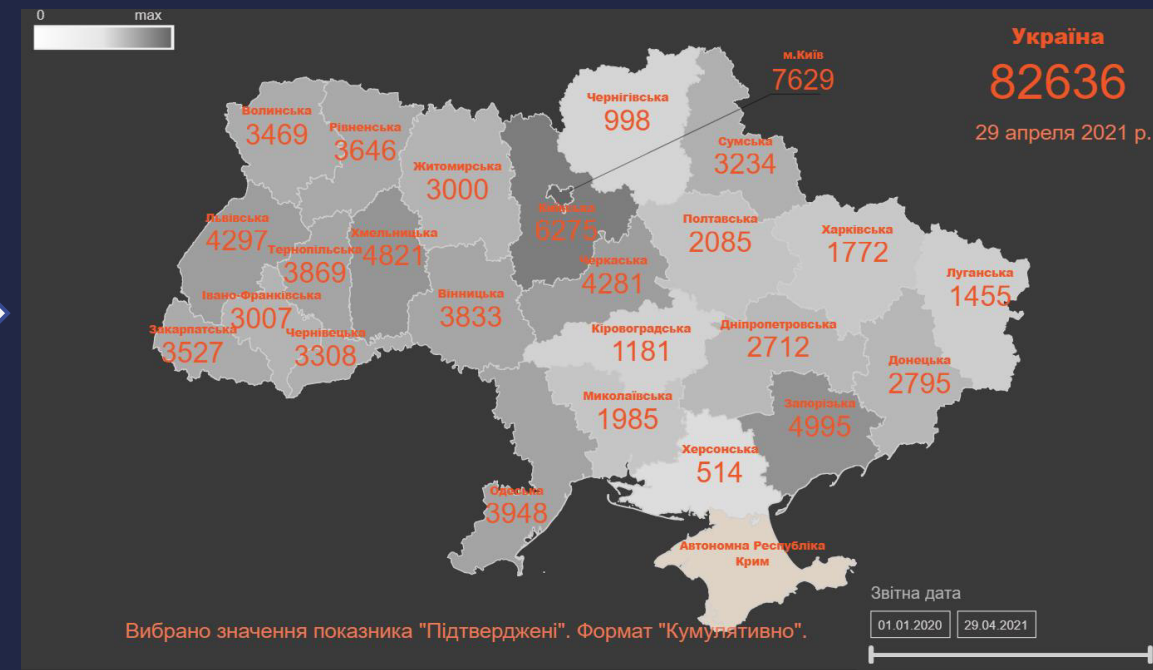 0 max
Україна
82636
29 апреля 2021 р.
м.Київ
7629
Чернігівська
998
Волинська
3469
Рівненська
3646
Сумська
3234
Житомирська
3000
Київська
6275
Львівська
4297
Полтавська
2085
Харківська
1772
Хмельницька
4821
Тернопільська
3869
Черкаська
4281
Луганська
1455
Івано-Франківська
3007
Вінницька
3833
Закарпатська
3527
Чернівецька
3308
Кіровоградська
1181
Дніпропетровська
2712
Донецька
2795
Миколаївська
1985
Запорізька
4995
Херсонська
514
Одеська
3948
Автономна Республіка
Крим
Звітна дата
01.01.2020 29.04.2021
Вибрано значення показника "Підтверджені". Формат "Кумулятивно".